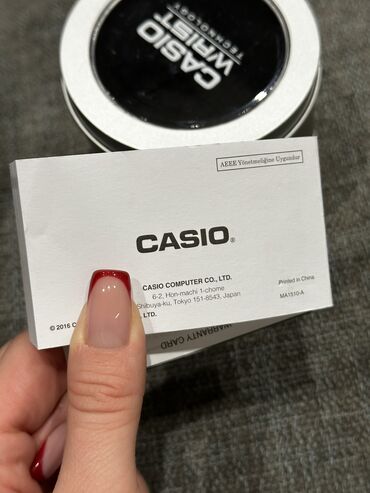 CASIO
WRIST
TECHNOLOGY
AEEE Yönetmeliğine Uygundur
CASIO®
CASIO COMPUTER CO., LTD.
6-2, Hon-machi 1-chome
Shibuya-ku, Tokyo 151-8543, Japan
Printed in China
MA1510-A
© 2016 C
LTD.
WARRANTY CARD